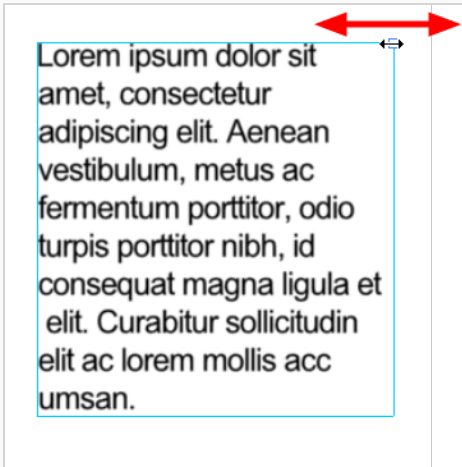 Lorem ipsum dolor sit
amet, consectetur
adipiscing elit. Aenean
vestibulum, metus ac
fermentum porttitor, odio
turpis porttitor nibh, id
consequat magna ligula et
elit. Curabitur sollicitudin
elit ac lorem mollis acc
umsan.